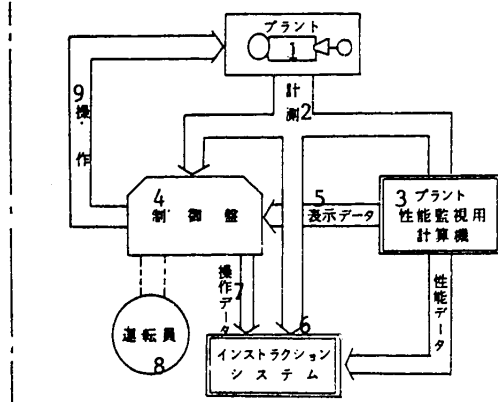 プラント
1
計
測2
9
操
作
4
制御盤
5
表示データ
3 プラント
性能監視用
計算機
操作データ
7
性能データ
運転員
8
6
インストラクション
システム